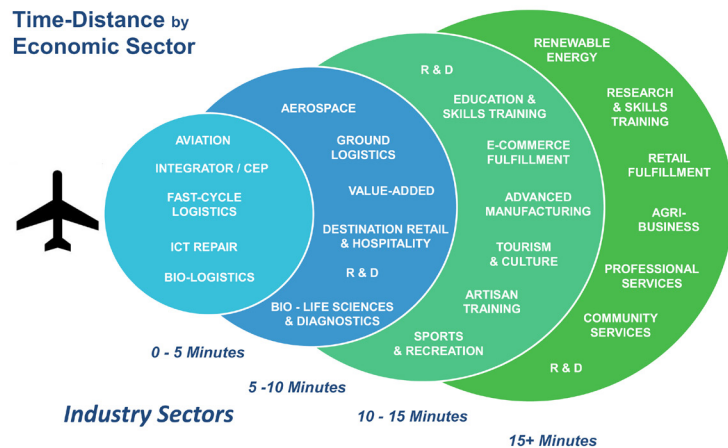 Time-Distance by
Economic Sector
AVIATION
INTEGRATOR / CEP
FAST-CYCLE
LOGISTICS
ICT REPAIR
BIO-LOGISTICS
0 - 5 Minutes
AEROSPACE
GROUND
LOGISTICS
VALUE-ADDED
DESTINATION RETAIL
& HOSPITALITY
R & D
BIO - LIFE SCIENCES
& DIAGNOSTICS
5 -10 Minutes
R & D
EDUCATION &
SKILLS TRAINING
E-COMMERCE
FULFILLMENT
ADVANCED
MANUFACTURING
TOURISM
& CULTURE
ARTISAN
TRAINING
SPORTS
& RECREATION
10 - 15 Minutes
RENEWABLE
ENERGY
RESEARCH
& SKILLS
TRAINING
RETAIL
FULFILLMENT
AGRI-
BUSINESS
PROFESSIONAL
SERVICES
COMMUNITY
SERVICES
R & D
15+ Minutes
Industry Sectors